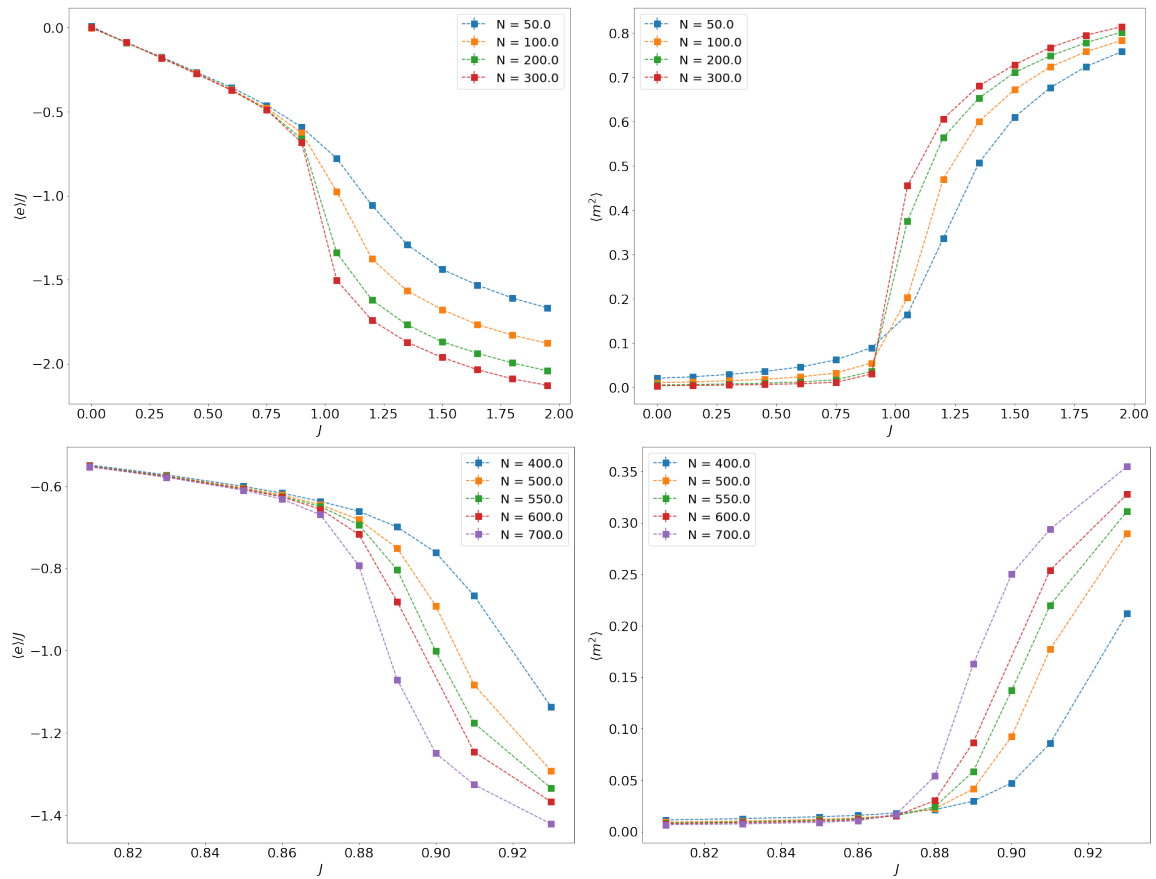 0.0
−0.5
−1.0
−1.5
−2.0
⟨e⟩/J
0.00 0.25 0.50 0.75 1.00 1.25 1.50 1.75 2.00
J
N = 50.0
N = 100.0
N = 200.0
N = 300.0
0.8
0.7
0.6
0.5
0.4
0.3
0.2
0.1
0.0
⟨m²⟩
0.00 0.25 0.50 0.75 1.00 1.25 1.50 1.75 2.00
J
N = 50.0
N = 100.0
N = 200.0
N = 300.0
−0.6
−0.8
−1.0
−1.2
−1.4
⟨e⟩/J
0.82 0.84 0.86 0.88 0.90 0.92
J
N = 400.0
N = 500.0
N = 550.0
N = 600.0
N = 700.0
0.35
0.30
0.25
0.20
0.15
0.10
0.05
0.00
⟨m²⟩
0.82 0.84 0.86 0.88 0.90 0.92
J
N = 400.0
N = 500.0
N = 550.0
N = 600.0
N = 700.0